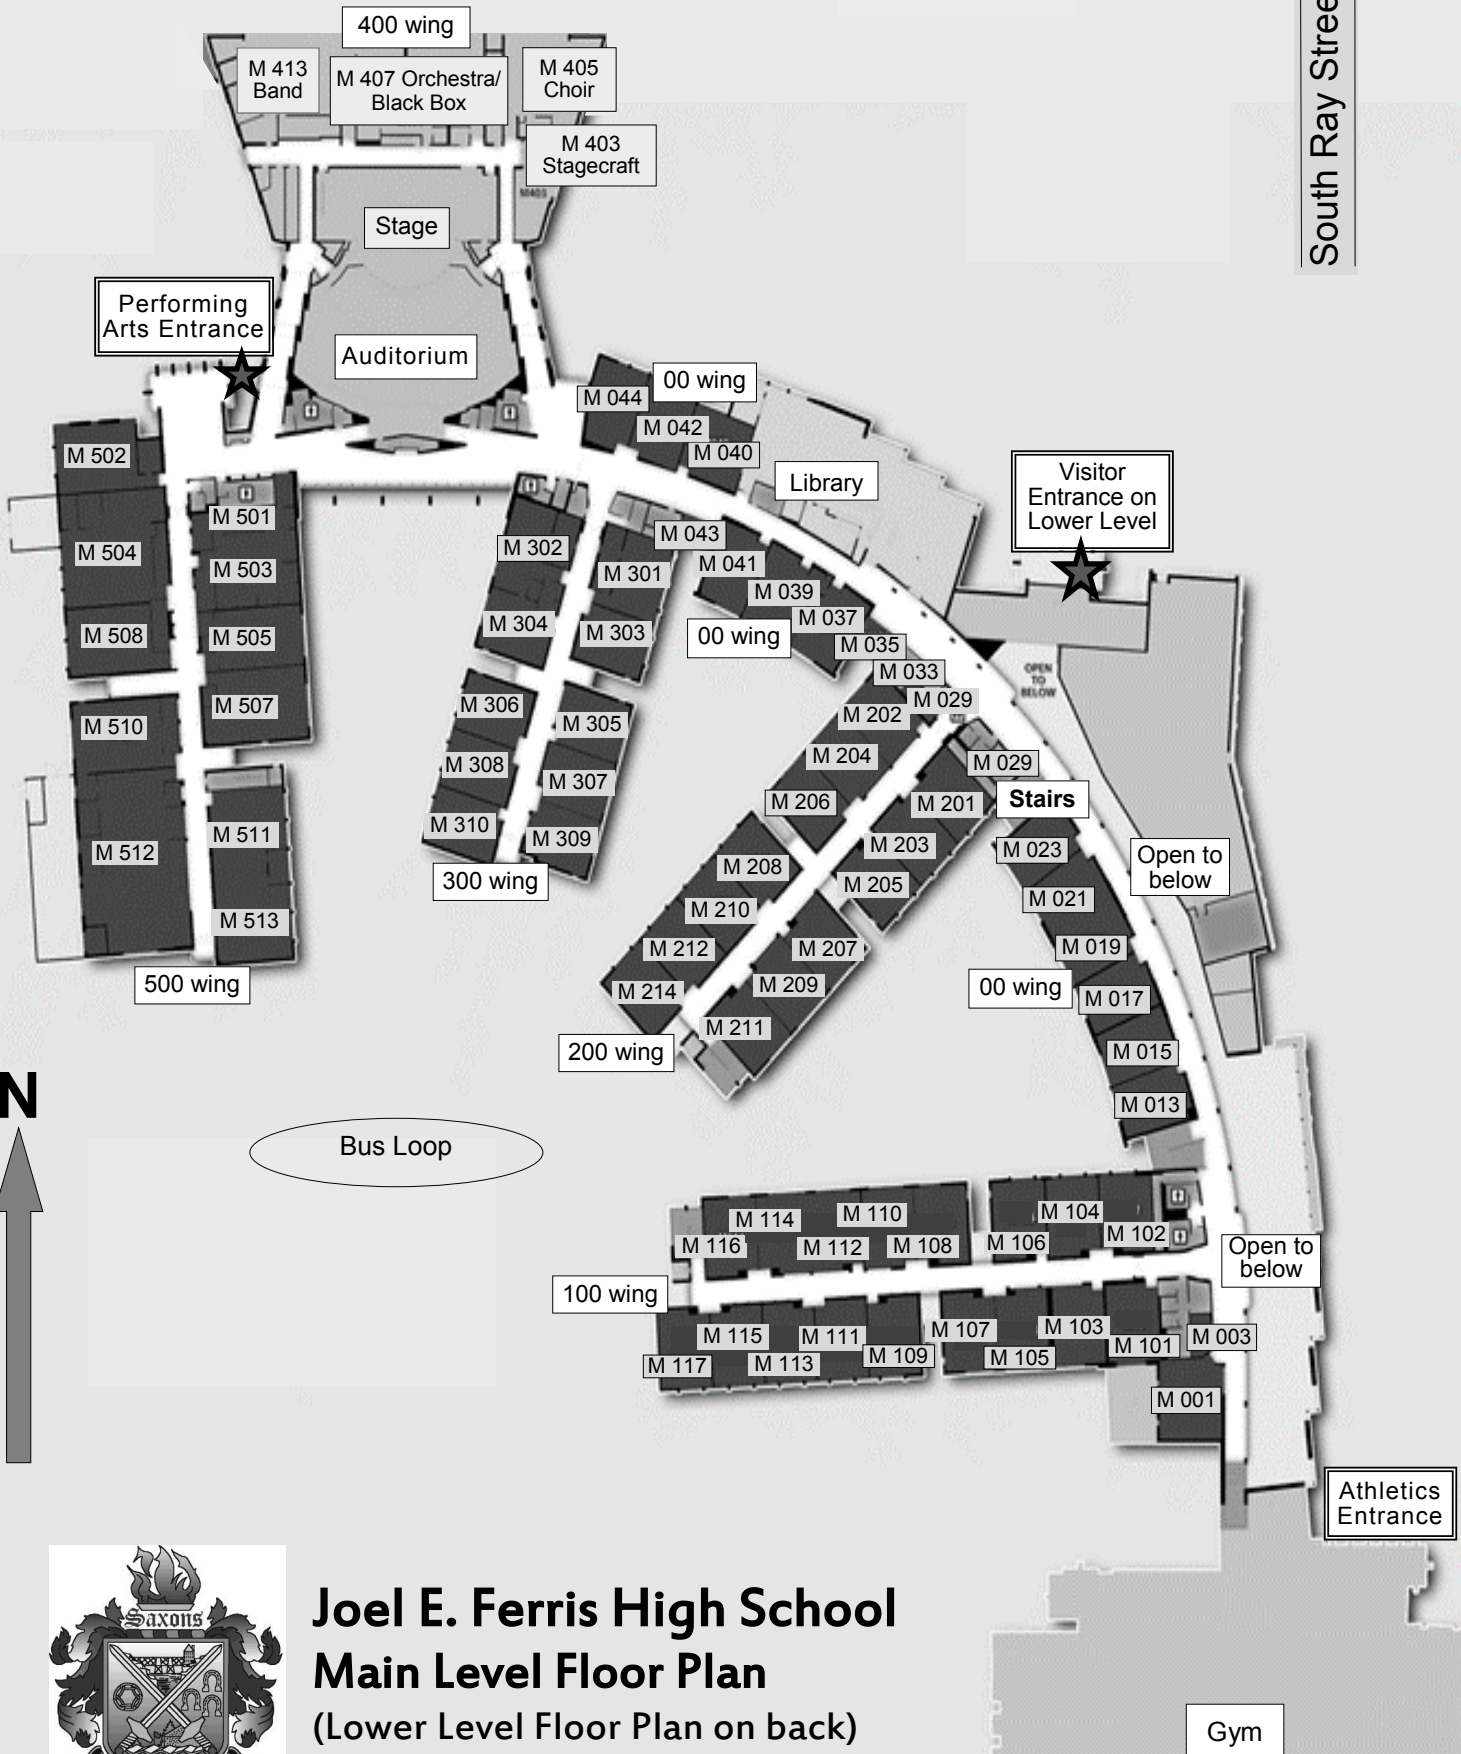 400 wing
South Ray Stree
M 413
Band
M 407 Orchestra/
Black Box
M 405
Choir
M 403
Stagecraft
M403
Stage
Performing
Arts Entrance
Auditorium
00 wing
M 044
M 042
M 040
Library
Visitor
Entrance on
Lower Level
M 502
M 501
M 504
M 503
M 508
M 505
M 507
M 510
M 511
M 512
M 513
500 wing
M 302
M 301
M 304
M 303
M 306
M 305
M 308
M 307
M 310
M 309
300 wing
M 043
M 041
M 039
M 037
00 wing
M 035
M 033
M 029
OPEN
TO
BELOW
M 202
M 204
M 206
M 029
Stairs
M 201
M 203
M 205
M 208
M 210
M 212
M 214
M 207
M 209
M 211
200 wing
M 023
M 021
M 019
00 wing
M 017
M 015
M 013
Open to
below
N
Bus Loop
M 114
M 110
M 104
M 116
M 112
M 108
M 106
M 102
Open to
below
100 wing
M 115
M 111
M 107
M 103
M 003
M 117
M 113
M 109
M 105
M 101
M 001
Athletics
Entrance
Saxons
Joel E. Ferris High School
Main Level Floor Plan
(Lower Level Floor Plan on back)
Gym